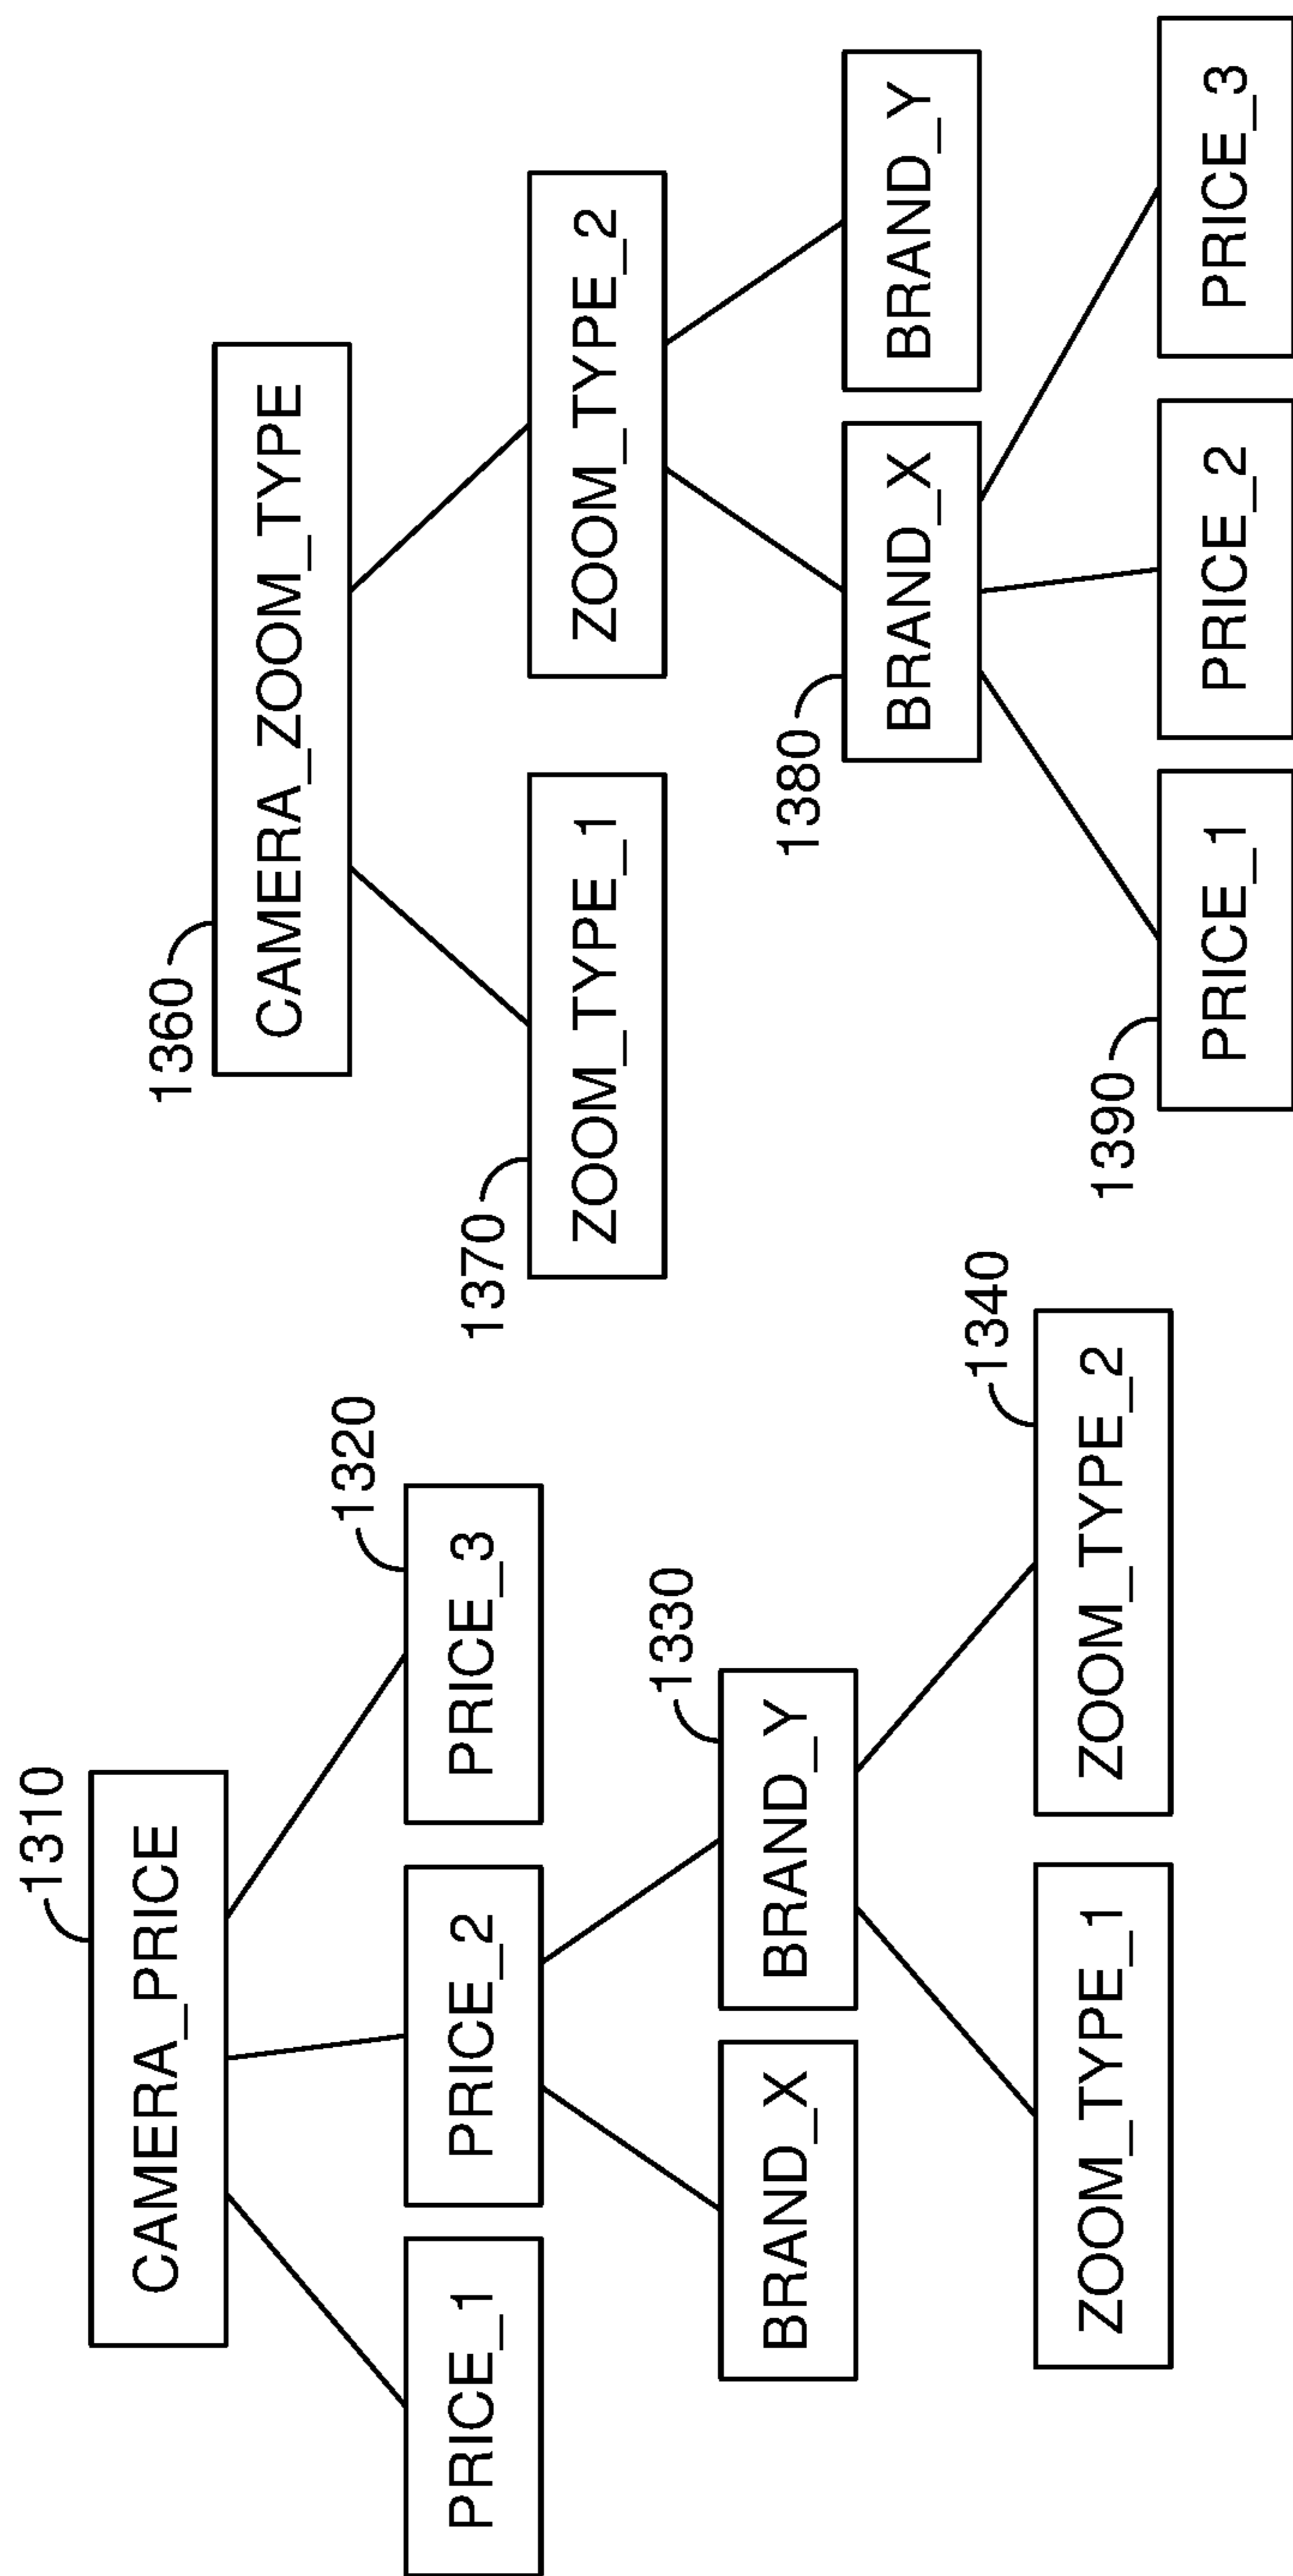 1310
CAMERA_PRICE
1320
PRICE_1
PRICE_2
PRICE_3
1330
BRAND_X
BRAND_Y
1340
ZOOM_TYPE_1
ZOOM_TYPE_2
1360
CAMERA_ZOOM_TYPE
1370
ZOOM_TYPE_1
ZOOM_TYPE_2
1380
BRAND_X
BRAND_Y
1390
PRICE_1
PRICE_2
PRICE_3